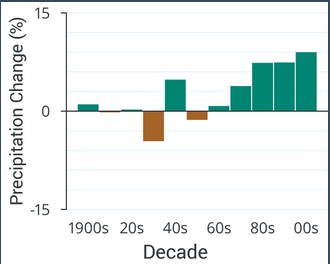 Precipitation Change (%)
15
0
-15
1900s 20s 40s 60s 80s 00s
Decade